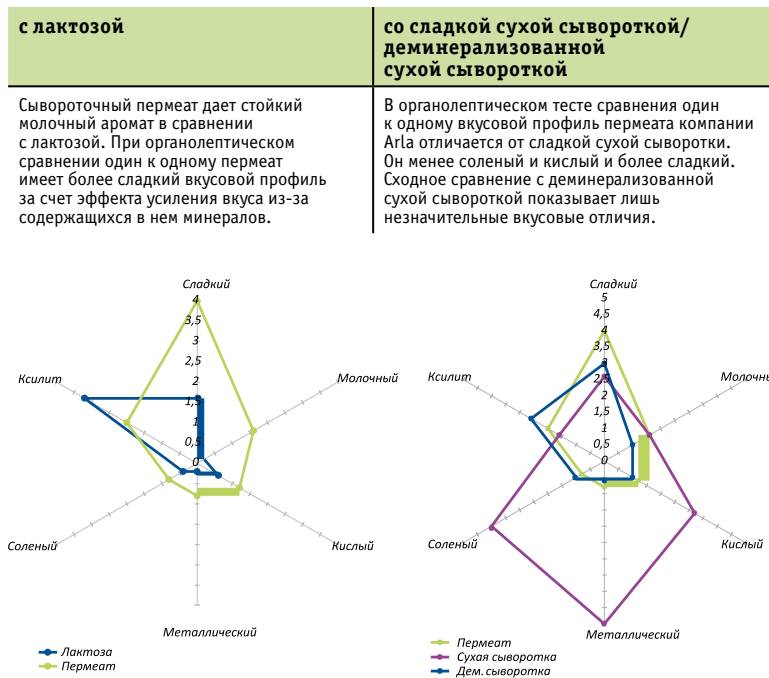 с лактозой
со сладкой сухой сывороткой/
деминерализованной
сухой сывороткой
Сывороточный пермеат дает стойкий
молочный аромат в сравнении
с лактозой. При органолептическом
сравнении один к одному пермеат
имеет более сладкий вкусовой профиль
за счет эффекта усиления вкуса из-за
содержащихся в нем минералов.
В органолептическом тесте сравнения один
к одному вкусовой профиль пермеата компании
Arla отличается от сладкой сухой сыворотки.
Он менее соленый и кислый и более сладкий.
Сходное сравнение с деминерализованной
сухой сывороткой показывает лишь
незначительные вкусовые отличия.
Сладкий
4
3,5
3
2,5
2
1,5
1
0,5
0
Ксилит
Молочный
Соленый
Кислый
Металлический
Лактоза
Пермеат
Сладкий
5
4,5
4
3,5
3
2,5
2
1,5
1
0,5
0
Ксилит
Молочны
Соленый
Кислый
Металлический
Пермеат
Сухая сыворотка
Дем. сыворотка